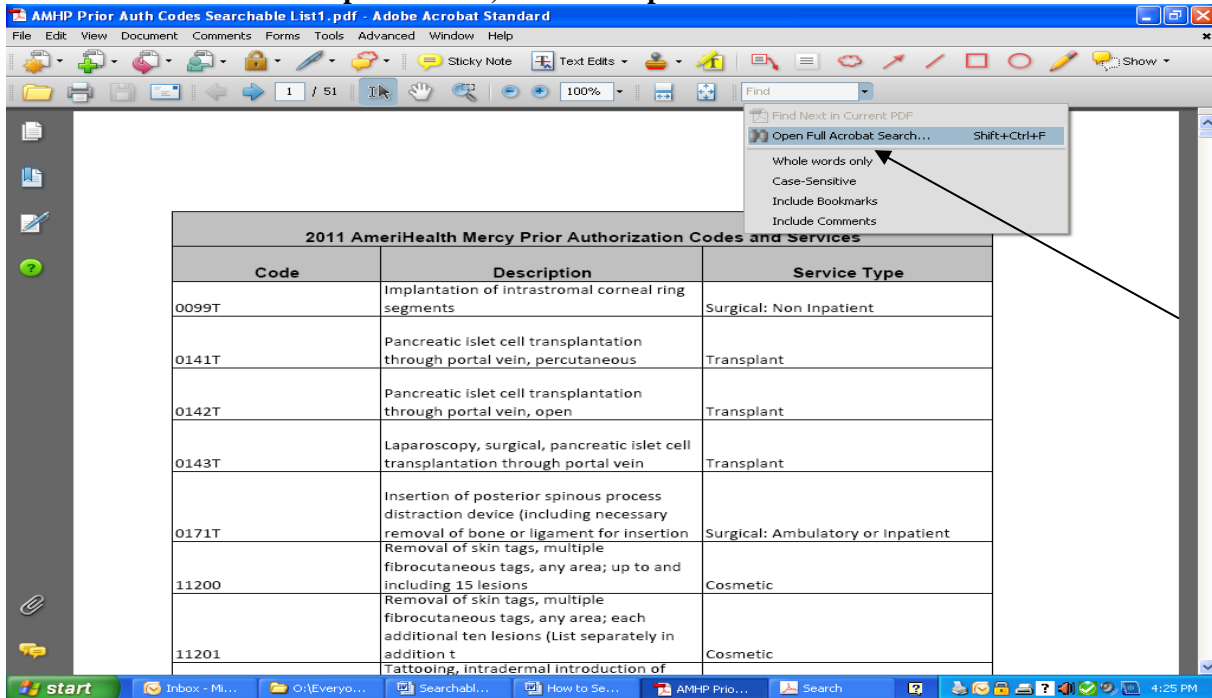 AMHP Prior Auth Codes Searchable List1.pdf - Adobe Acrobat Standard
File Edit View Document Comments Forms Tools Advanced Window Help
Sticky Note Text Edits Show
1 / 51 100% Find
Find Next in Current PDF
Open Full Acrobat Search... Shift+Ctrl+F
Whole words only
Case-Sensitive
Include Bookmarks
Include Comments
2011 AmeriHealth Mercy Prior Authorization Codes and Services
Code Description Service Type
Implantation of intrastromal corneal ring
0099T segments Surgical: Non Inpatient
Pancreatic islet cell transplantation
0141T through portal vein, percutaneous Transplant
Pancreatic islet cell transplantation
0142T through portal vein, open Transplant
Laparoscopy, surgical, pancreatic islet cell
0143T transplantation through portal vein Transplant
Insertion of posterior spinous process
distraction device (including necessary
0171T removal of bone or ligament for insertion Surgical: Ambulatory or Inpatient
Removal of skin tags, multiple
fibrocutaneous tags, any area; up to and
11200 including 15 lesions Cosmetic
Removal of skin tags, multiple
fibrocutaneous tags, any area; each
additional ten lesions (List separately in
11201 addition t Cosmetic
Tattooing, intradermal introduction of
start Inbox - Mi... O:\Everyo... Searchabl... How to Se... AMHP Prio... Search 4:25 PM